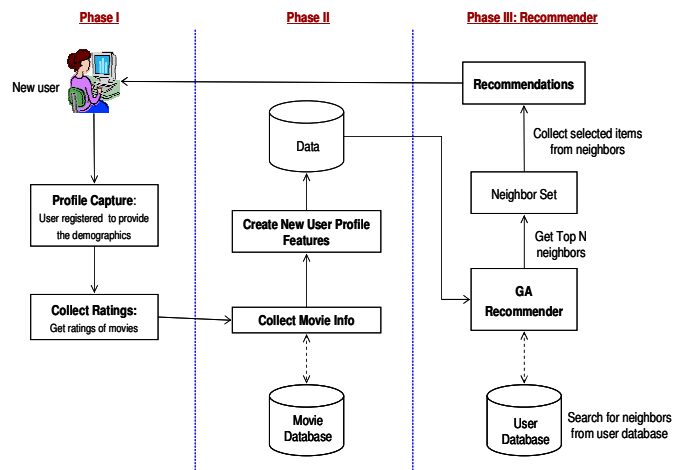 Phase I
Phase II
Phase III: Recommender
New user
Profile Capture:
User registered to provide
the demographics
Collect Ratings:
Get ratings of movies
Data
Create New User Profile
Features
Collect Movie Info
Movie
Database
Recommendations
Collect selected items
from neighbors
Neighbor Set
Get Top N
neighbors
GA
Recommender
User
Database
Search for neighbors
from user database